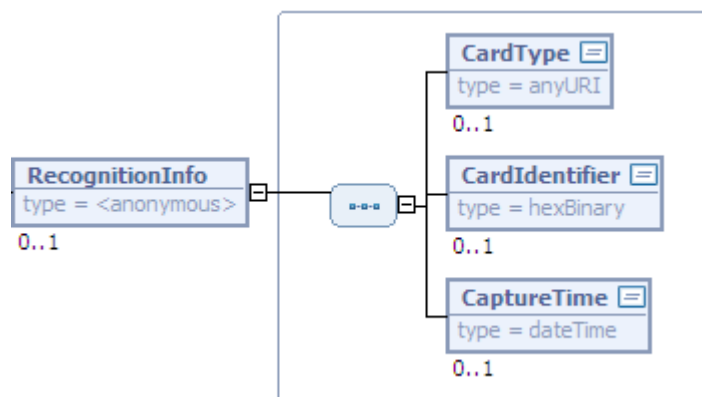 CardType
type = anyURI
0..1
RecognitionInfo
type = <anonymous>
0..1
CardIdentifier
type = hexBinary
0..1
CaptureTime
type = dateTime
0..1